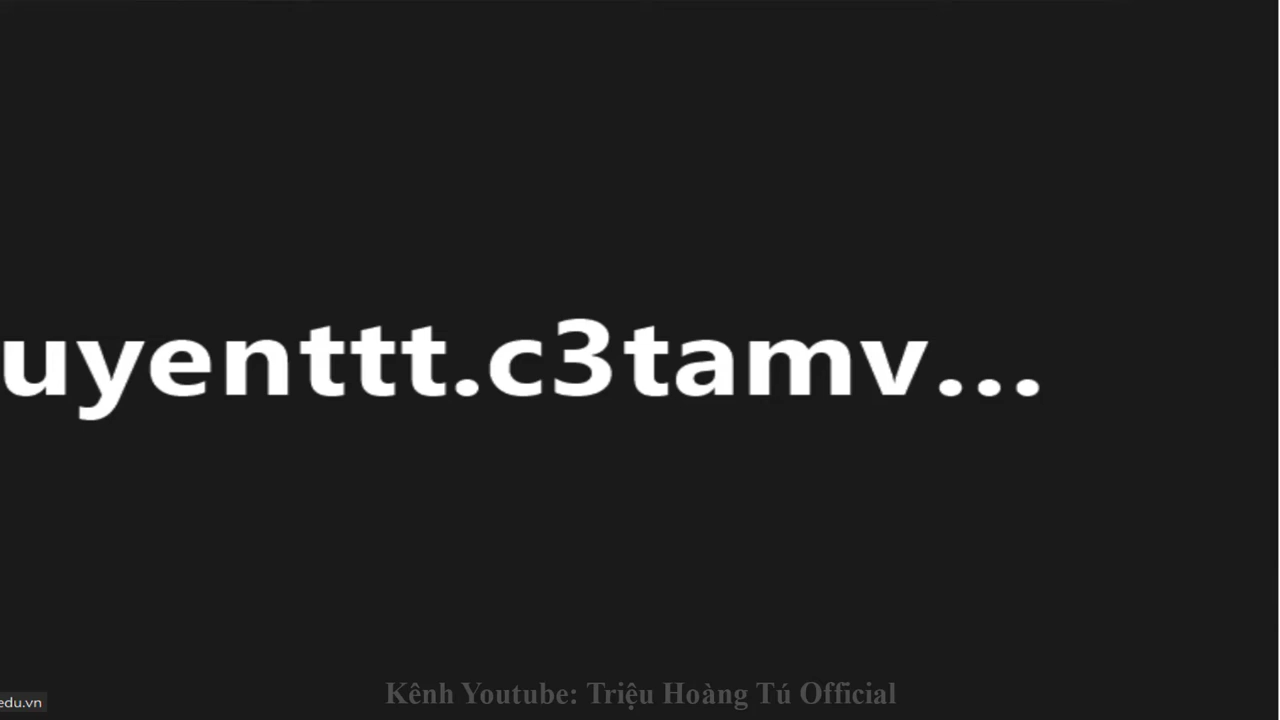 uyenttt.c3tamv...
edu.vn
Kênh Youtube: Triệu Hoàng Tú Official